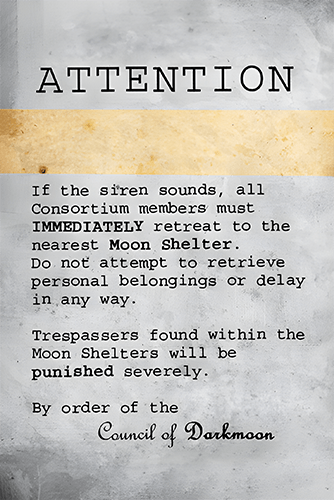 ATTENTION
If the siren sounds, all
Consortium members must
IMMEDIATELY retreat to the
nearest Moon Shelter.
Do not attempt to retrieve
personal belongings or delay
in any way.
Trespassers found within the
Moon Shelters will be
punished severely.
By order of the
Council of Darkmoon